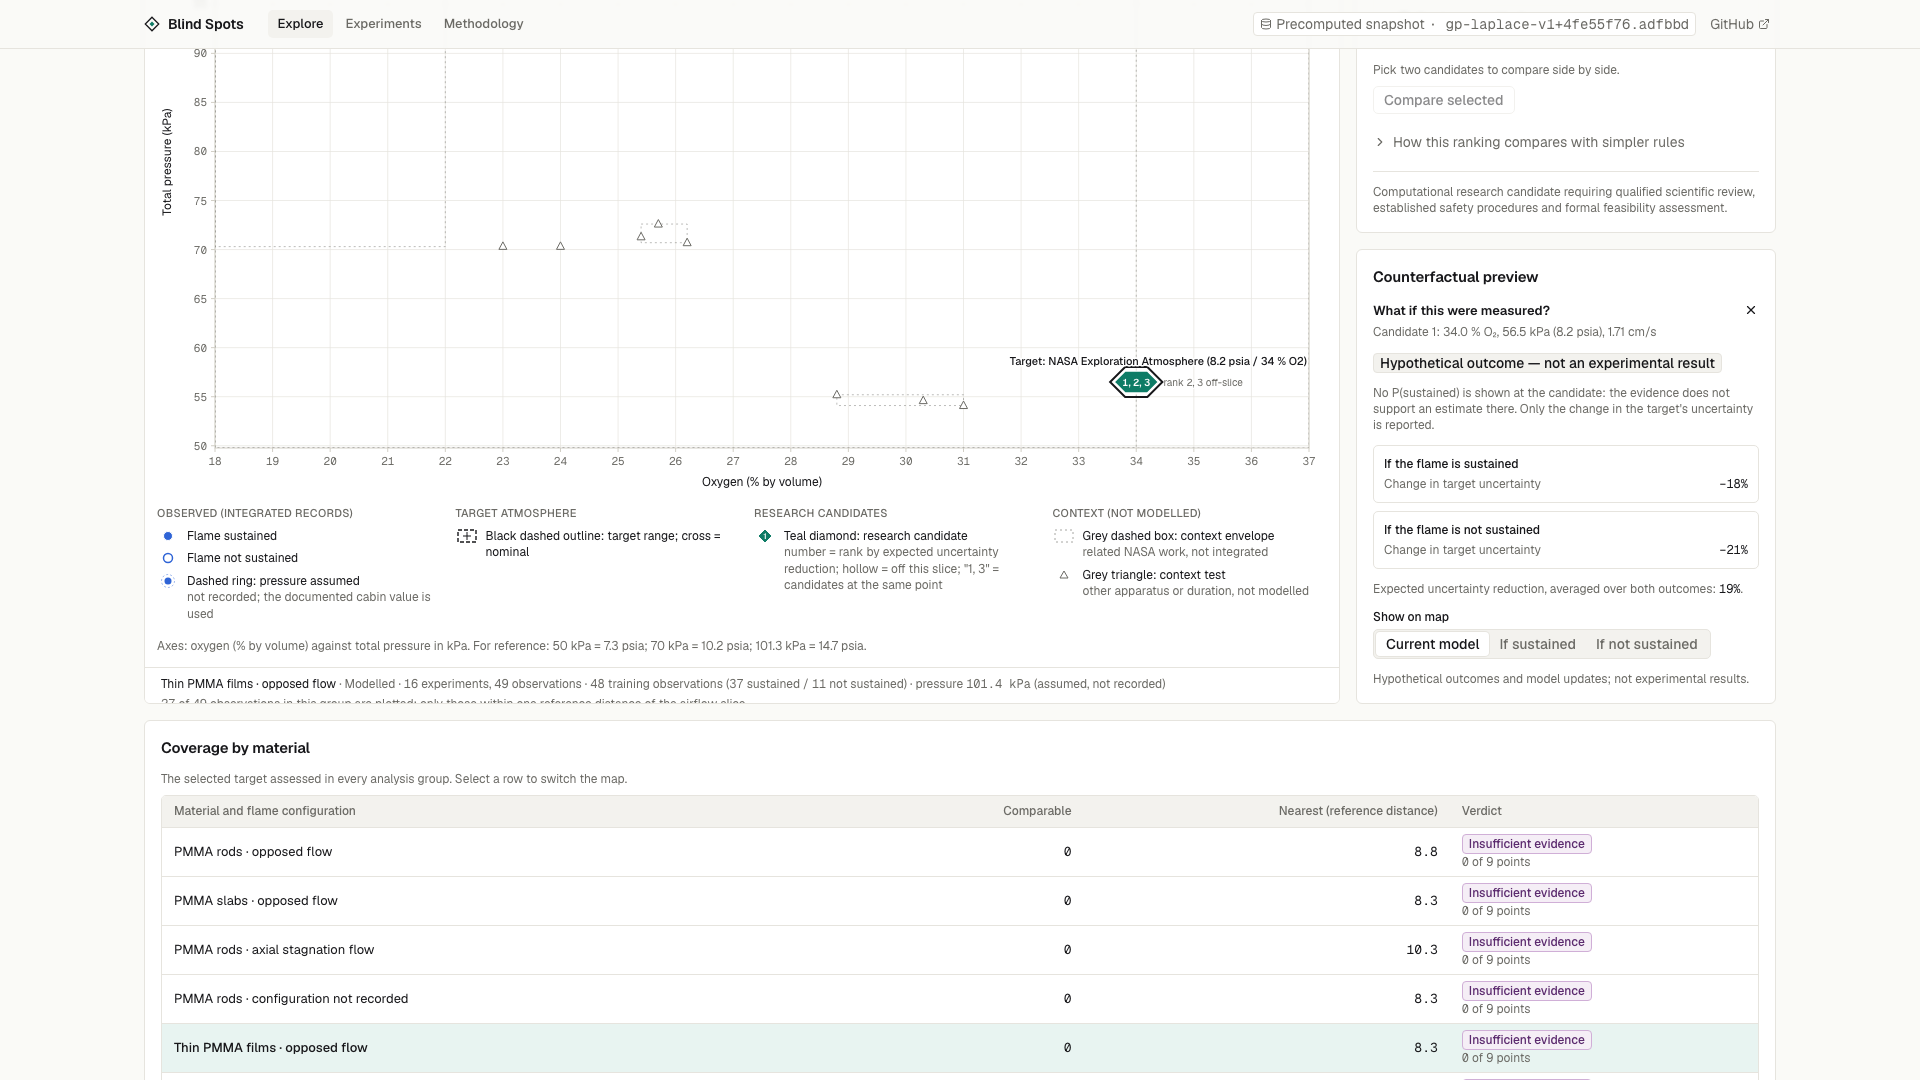 Blind Spots
Explore
Experiments
Methodology
Precomputed snapshot · gp-laplace-v1+4fe55f76.adfbbd
GitHub
Total pressure (kPa)
90
85
80
75
70
65
60
55
50
18 19 20 21 22 23 24 25 26 27 28 29 30 31 32 33 34 35 36 37
Oxygen (% by volume)
Target: NASA Exploration Atmosphere (8.2 psia / 34 % O2)
1, 2, 3
rank 2, 3 off-slice
OBSERVED (INTEGRATED RECORDS)
Flame sustained
Flame not sustained
Dashed ring: pressure assumed
not recorded; the documented cabin value is
used
TARGET ATMOSPHERE
Black dashed outline: target range; cross =
nominal
RESEARCH CANDIDATES
1
Teal diamond: research candidate
number = rank by expected uncertainty
reduction; hollow = off this slice; "1, 3" =
candidates at the same point
CONTEXT (NOT MODELLED)
Grey dashed box: context envelope
related NASA work, not integrated
Grey triangle: context test
other apparatus or duration, not modelled
Axes: oxygen (% by volume) against total pressure in kPa. For reference: 50 kPa = 7.3 psia; 70 kPa = 10.2 psia; 101.3 kPa = 14.7 psia.
Thin PMMA films · opposed flow · Modelled · 16 experiments, 49 observations · 48 training observations (37 sustained / 11 not sustained) · pressure 101.4 kPa (assumed, not recorded)
27 of 49 observations in this group are plotted; only those within one reference distance of the airflow slice.
Pick two candidates to compare side by side.
Compare selected
How this ranking compares with simpler rules
Computational research candidate requiring qualified scientific review,
established safety procedures and formal feasibility assessment.
Counterfactual preview
What if this were measured?
Candidate 1: 34.0 % O₂, 56.5 kPa (8.2 psia), 1.71 cm/s
Hypothetical outcome — not an experimental result
No P(sustained) is shown at the candidate: the evidence does not
support an estimate there. Only the change in the target's uncertainty
is reported.
If the flame is sustained
Change in target uncertainty −18%
If the flame is not sustained
Change in target uncertainty −21%
Expected uncertainty reduction, averaged over both outcomes: 19%.
Show on map
Current model If sustained If not sustained
Hypothetical outcomes and model updates; not experimental results.
Coverage by material
The selected target assessed in every analysis group. Select a row to switch the map.
Material and flame configuration Comparable Nearest (reference distance) Verdict
PMMA rods · opposed flow 0 8.8 Insufficient evidence
0 of 9 points
PMMA slabs · opposed flow 0 8.3 Insufficient evidence
0 of 9 points
PMMA rods · axial stagnation flow 0 10.3 Insufficient evidence
0 of 9 points
PMMA rods · configuration not recorded 0 8.3 Insufficient evidence
0 of 9 points
Thin PMMA films · opposed flow 0 8.3 Insufficient evidence
0 of 9 points